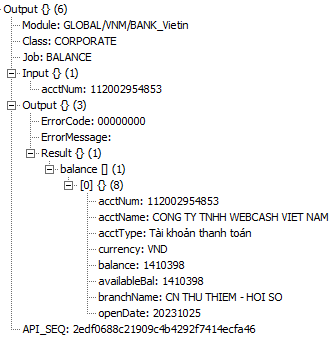 Output {} (6)
Module: GLOBAL/VNM/BANK_Vietin
Class: CORPORATE
Job: BALANCE
Input {} (1)
acctNum: 112002954853
Output {} (3)
ErrorCode: 00000000
ErrorMessage:
Result {} (1)
balance [] (1)
[0] {} (8)
acctNum: 112002954853
acctName: CONG TY TNHH WEBCASH VIET NAM
acctType: Tài khoản thanh toán
currency: VND
balance: 1410398
availableBal: 1410398
branchName: CN THU THIEM - HOI SO
openDate: 20231025
API_SEQ: 2edf0688c21909c4b4292f7414ecfa46